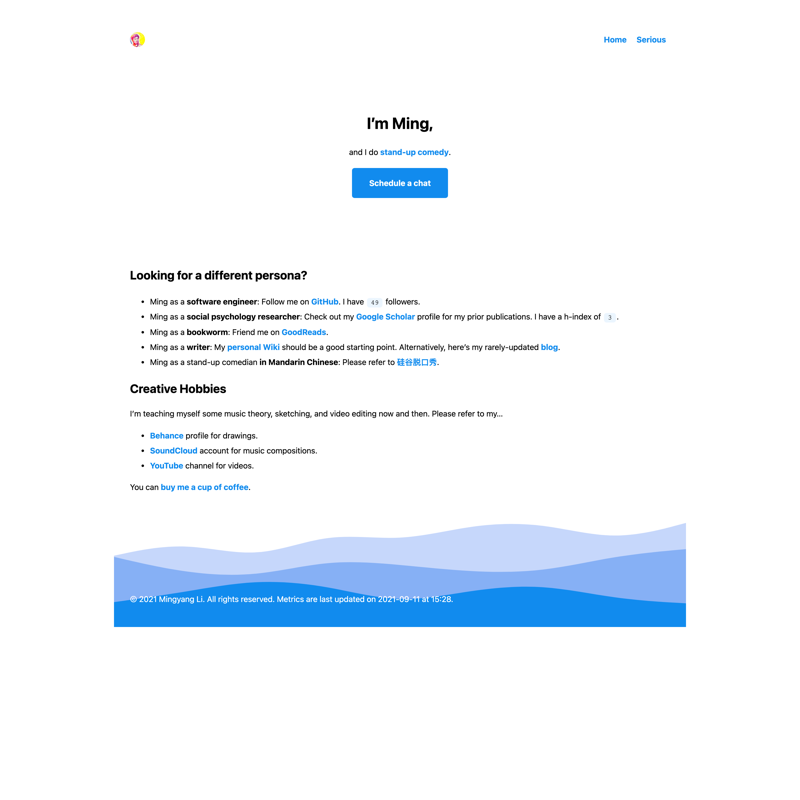 Home Serious
I’m Ming,
and I do stand-up comedy.
Schedule a chat
Looking for a different persona?
Ming as a software engineer: Follow me on GitHub. I have 49 followers.
Ming as a social psychology researcher: Check out my Google Scholar profile for my prior publications. I have a h-index of 3 .
Ming as a bookworm: Friend me on GoodReads.
Ming as a writer: My personal Wiki should be a good starting point. Alternatively, here’s my rarely-updated blog.
Ming as a stand-up comedian in Mandarin Chinese: Please refer to 硅谷脱口秀.
Creative Hobbies
I’m teaching myself some music theory, sketching, and video editing now and then. Please refer to my…
Behance profile for drawings.
SoundCloud account for music compositions.
YouTube channel for videos.
You can buy me a cup of coffee.
© 2021 Mingyang Li. All rights reserved. Metrics are last updated on 2021-09-11 at 15:28.